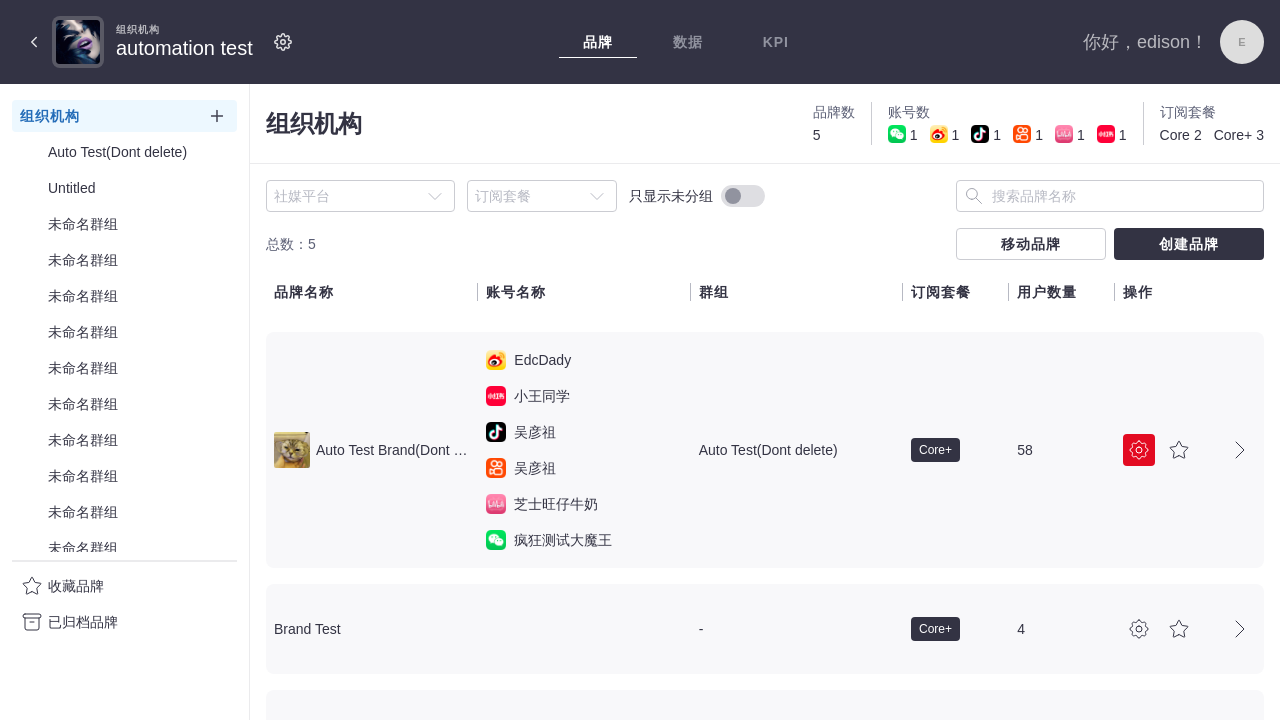 组织机构
automation test
品牌
数据
KPI
你好，edison！
E
组织机构
Auto Test(Dont delete)
Untitled
未命名群组
未命名群组
未命名群组
未命名群组
未命名群组
未命名群组
未命名群组
未命名群组
未命名群组
未命名群组
收藏品牌
已归档品牌
组织机构
品牌数
5
账号数
1 1 1 1 1 1
订阅套餐
Core 2 Core+ 3
社媒平台
订阅套餐
只显示未分组
搜索品牌名称
总数：5
移动品牌
创建品牌
品牌名称 账号名称 群组 订阅套餐 用户数量 操作
Auto Test Brand(Dont …
EdcDady
小王同学
吴彦祖
吴彦祖
芝士旺仔牛奶
疯狂测试大魔王
Auto Test(Dont delete)
Core+
58
Brand Test
-
Core+
4